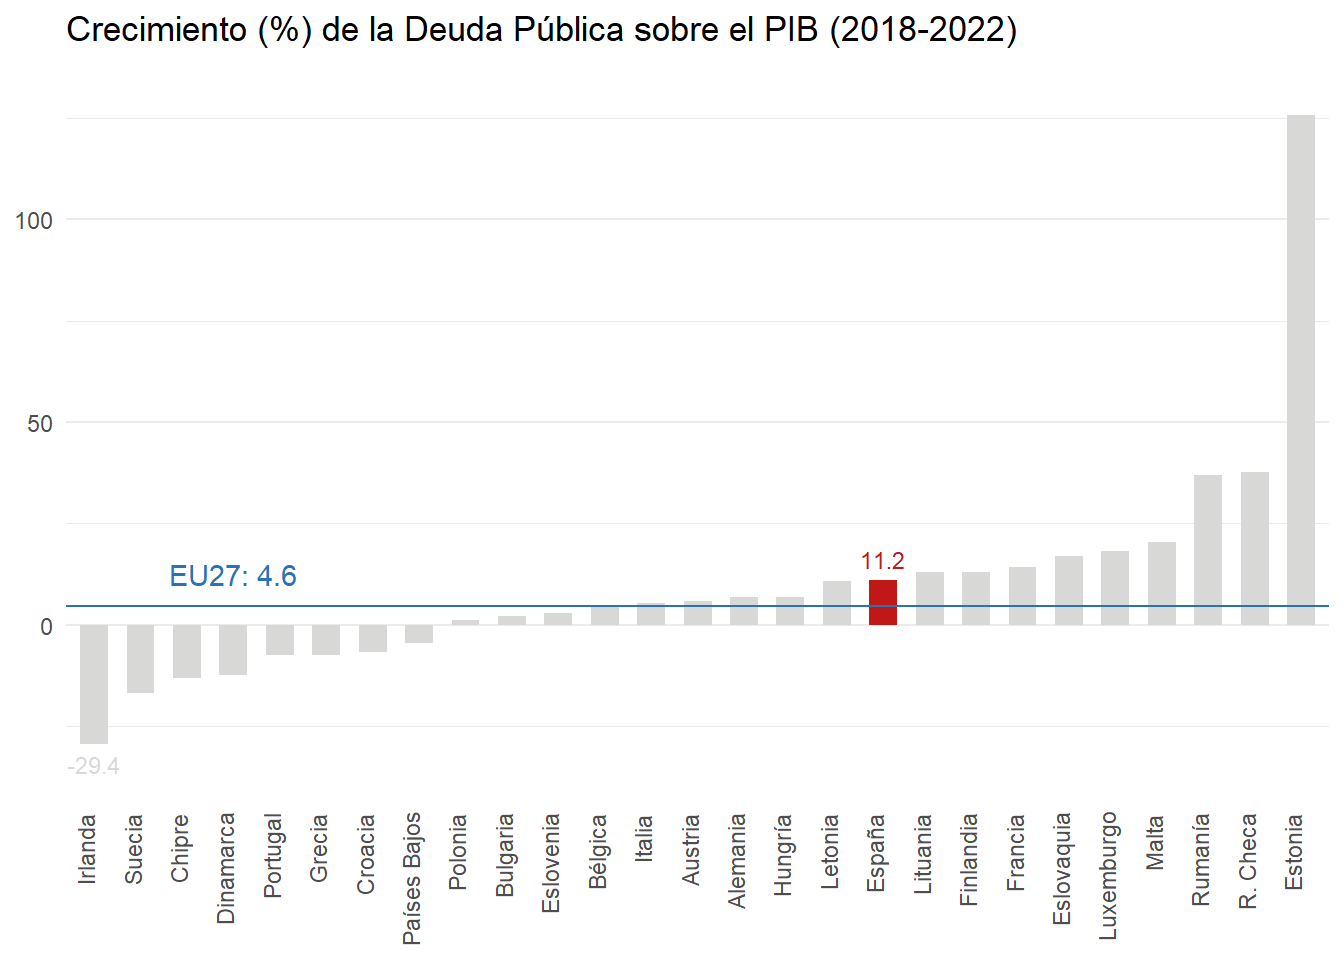 Crecimiento (%) de la Deuda Pública sobre el PIB (2018-2022)
100
50
0
EU27: 4.6
11.2
-29.4
Irlanda
Suecia
Chipre
Dinamarca
Portugal
Grecia
Croacia
Países Bajos
Polonia
Bulgaria
Eslovenia
Bélgica
Italia
Austria
Alemania
Hungría
Letonia
España
Lituania
Finlandia
Francia
Eslovaquia
Luxemburgo
Malta
Rumanía
R. Checa
Estonia